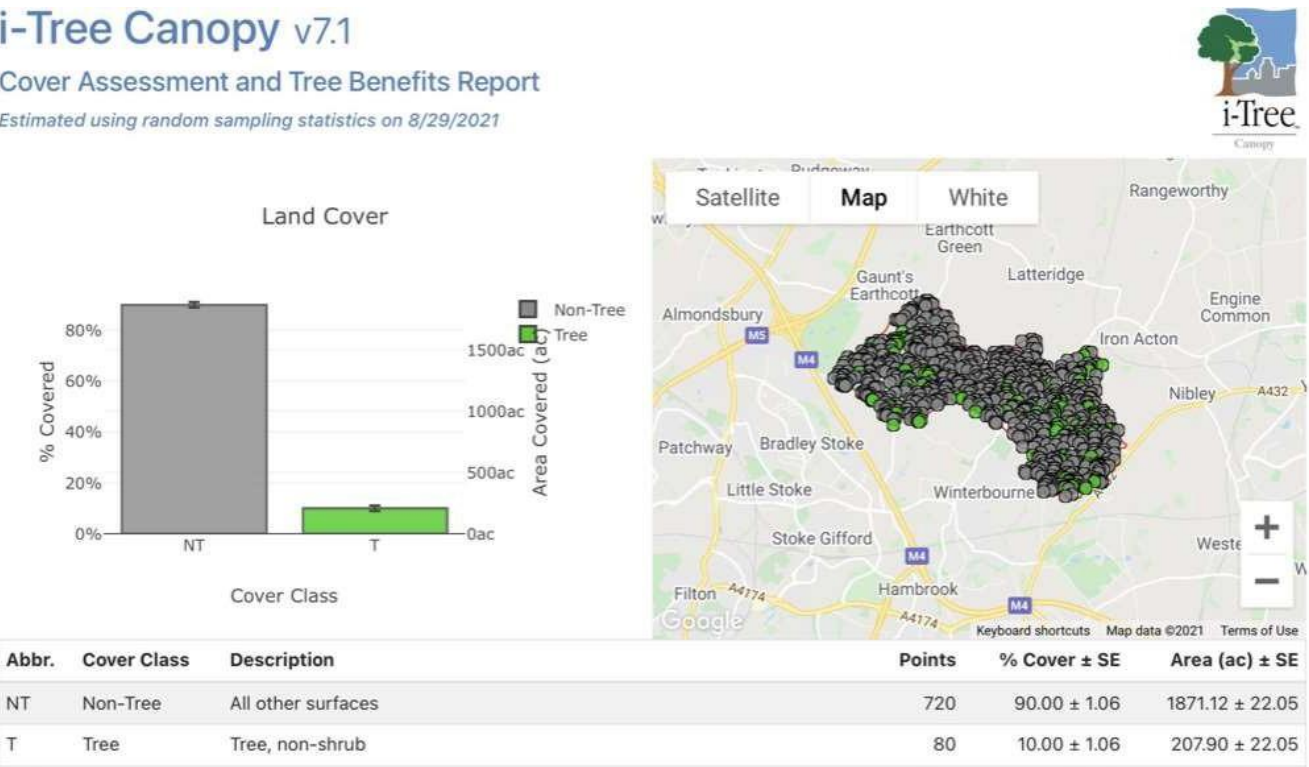 i-Tree Canopy v7.1
Cover Assessment and Tree Benefits Report
Estimated using random sampling statistics on 8/29/2021
i-Tree
Canopy
Land Cover
80%
60%
40%
20%
0%
% Covered
NT
T
Cover Class
1500ac
1000ac
500ac
0ac
Area Covered (ac)
Non-Tree
Tree
Satellite Map White
Rudgeway
Rangeworthy
Earthcott
Green
Gaunt's
Earthcott
Latteridge
Almondsbury
Engine
Common
M5
M4
Iron Acton
Nibley
A432
Patchway
Bradley Stoke
Little Stoke
Winterbourne
Stoke Gifford
M4
Weste
Filton
A4174
Hambrook
A4174
M4
Google
+
−
Keyboard shortcuts Map data ©2021 Terms of Use
Abbr. Cover Class Description Points % Cover ± SE Area (ac) ± SE
NT Non-Tree All other surfaces 720 90.00 ± 1.06 1871.12 ± 22.05
T Tree Tree, non-shrub 80 10.00 ± 1.06 207.90 ± 22.05